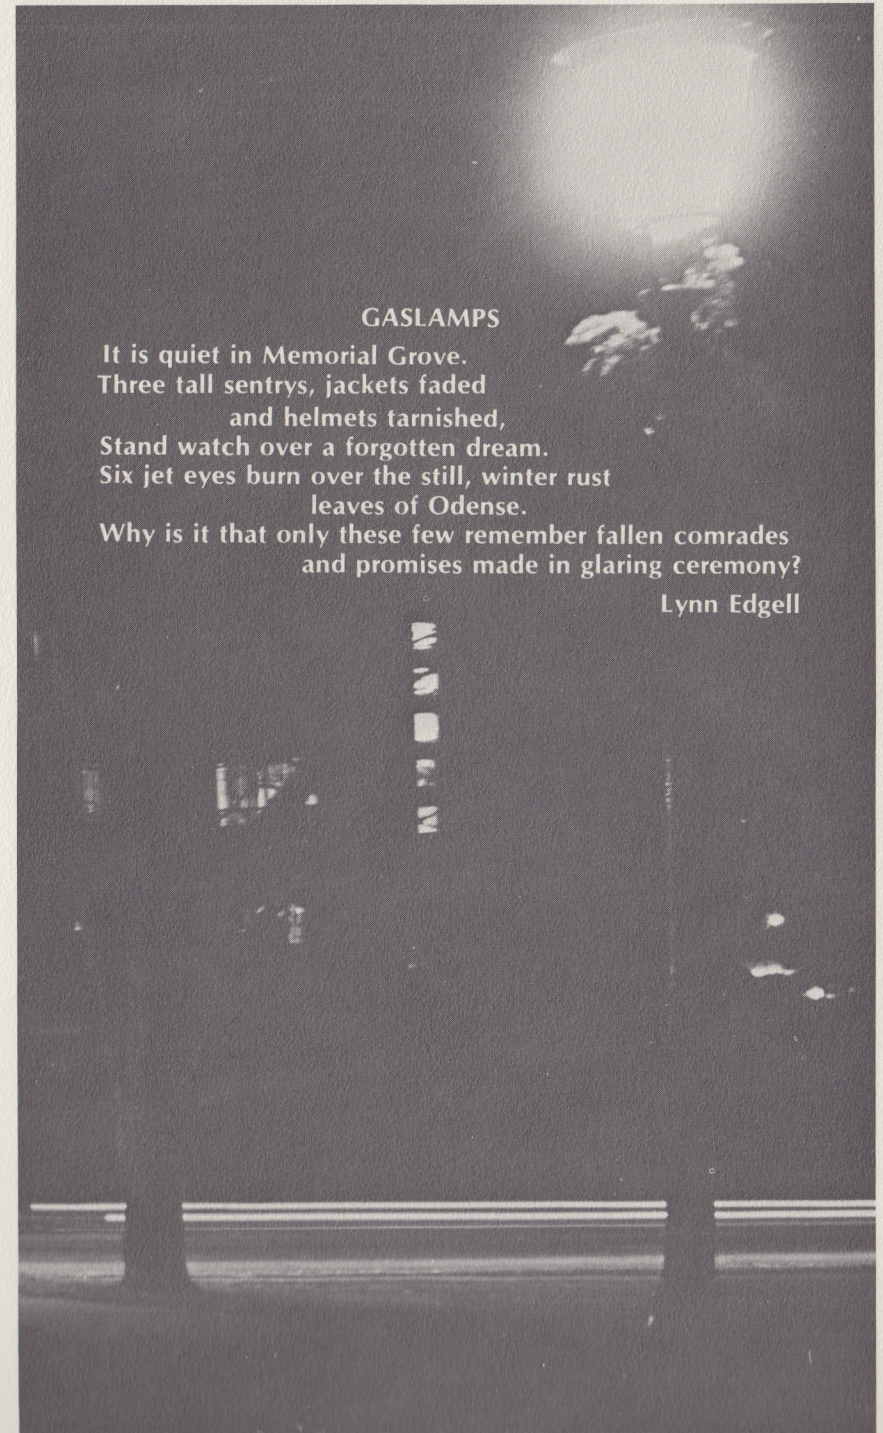 GASLAMPS
It is quiet in Memorial Grove.
Three tall sentrys, jackets faded
and helmets tarnished,
Stand watch over a forgotten dream.
Six jet eyes burn over the still, winter rust
leaves of Odense.
Why is it that only these few remember fallen comrades
and promises made in glaring ceremony?
Lynn Edgell